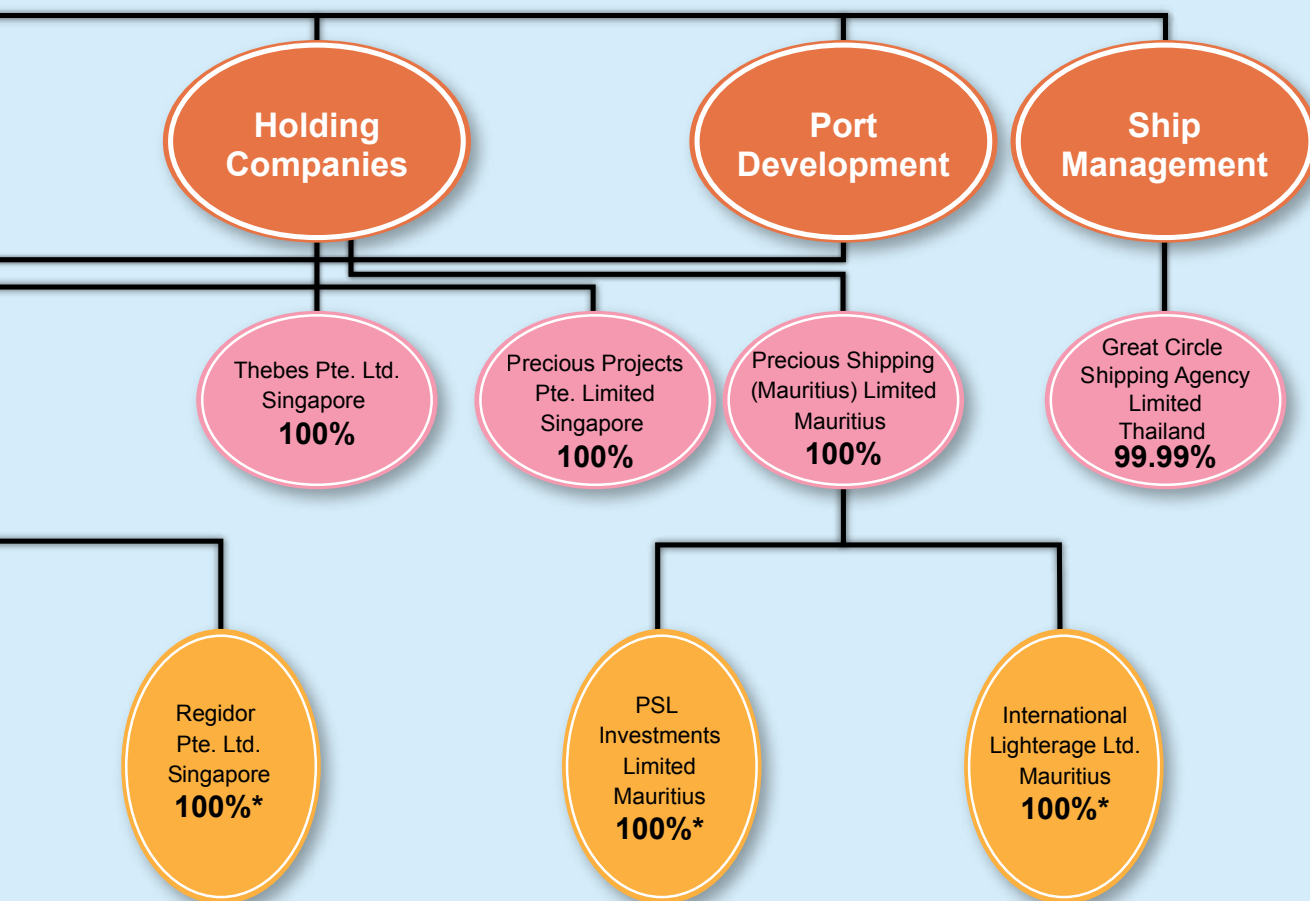 Holding
Companies
Port
Development
Ship
Management
Thebes Pte. Ltd.
Singapore
100%
Precious Projects
Pte. Limited
Singapore
100%
Precious Shipping
(Mauritius) Limited
Mauritius
100%
Great Circle
Shipping Agency
Limited
Thailand
99.99%
Regidor
Pte. Ltd.
Singapore
100%*
PSL
Investments
Limited
Mauritius
100%*
International
Lighterage Ltd.
Mauritius
100%*